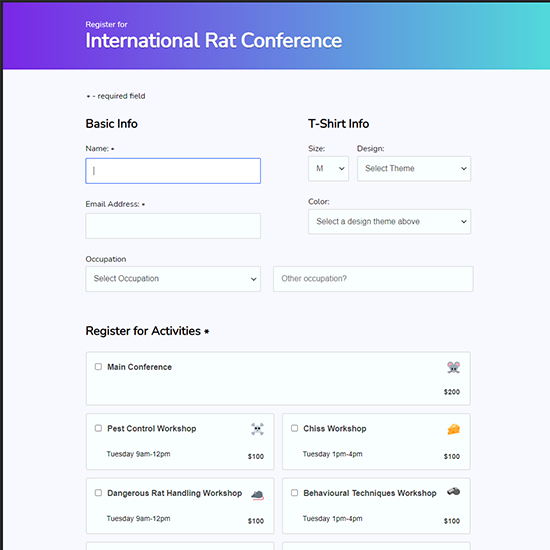 Register for
International Rat Conference
* - required field
Basic Info
T-Shirt Info
Name: *
Size:
Design:
M
Select Theme
Email Address: *
Color:
Select a design theme above
Occupation
Select Occupation
Other occupation?
Register for Activities *
Main Conference
$200
Pest Control Workshop
Tuesday 9am-12pm
$100
Chiss Workshop
Tuesday 1pm-4pm
$100
Dangerous Rat Handling Workshop
Tuesday 9am-12pm
$100
Behavioural Techniques Workshop
Tuesday 1pm-4pm
$100